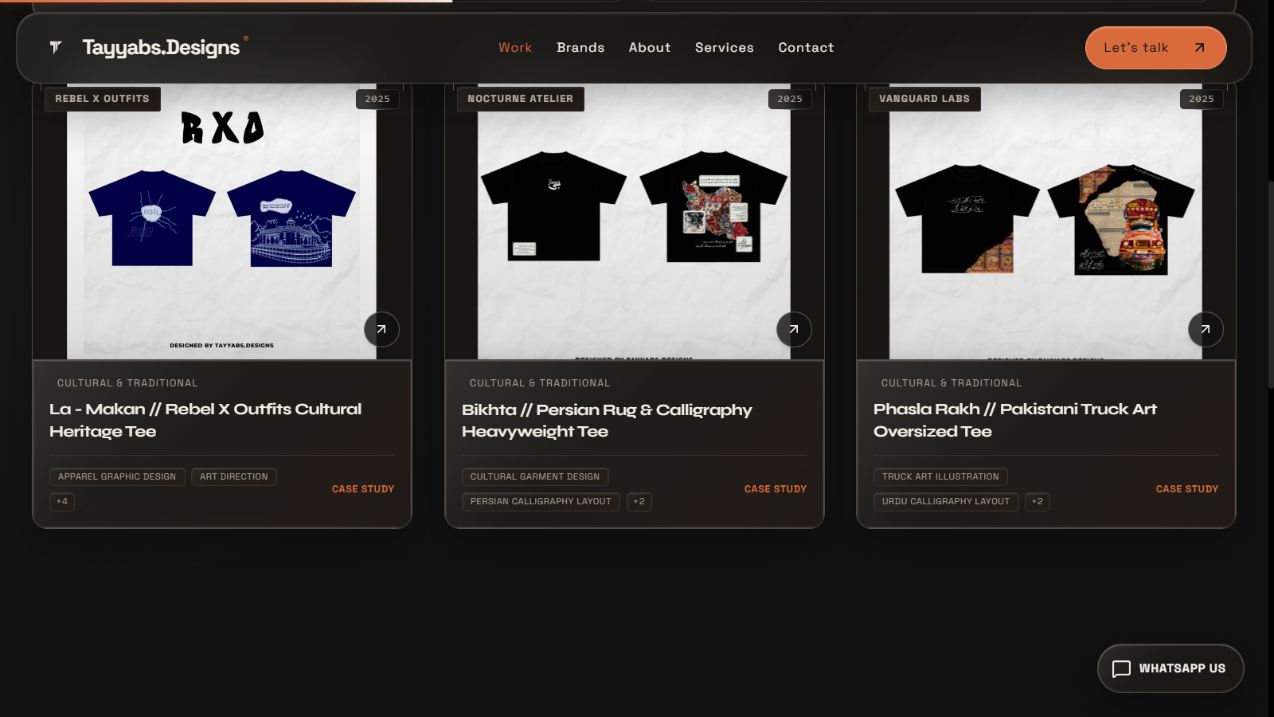 Tayyabs.Designs
Work
Brands
About
Services
Contact
Let's talk
REBEL X OUTFITS
2025
RXO
DESIGNED BY TAYYABS.DESIGNS
CULTURAL & TRADITIONAL
La - Makan // Rebel X Outfits Cultural
Heritage Tee
APPAREL GRAPHIC DESIGN
ART DIRECTION
+4
CASE STUDY
NOCTURNE ATELIER
2025
DESIGNED BY TAYYABS.DESIGNS
CULTURAL & TRADITIONAL
Bikhta // Persian Rug & Calligraphy
Heavyweight Tee
CULTURAL GARMENT DESIGN
PERSIAN CALLIGRAPHY LAYOUT
+2
CASE STUDY
VANGUARD LABS
2025
CULTURAL & TRADITIONAL
Phasla Rakh // Pakistani Truck Art
Oversized Tee
TRUCK ART ILLUSTRATION
URDU CALLIGRAPHY LAYOUT
+2
CASE STUDY
WHATSAPP US